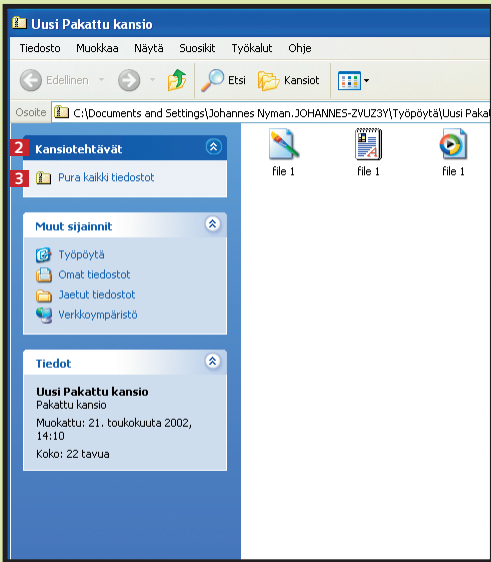 Uusi Pakattu kansio
Tiedosto Muokkaa Näytä Suosikit Työkalut Ohje
Edellinen Etsi Kansiot
Osoite C:\Documents and Settings\Johannes Nyman.JOHANNES-ZVUZ3Y\Työpöytä\Uusi Pakat
2 Kansiotehtävät
3 Pura kaikki tiedostot
file 1 file 1 file 1
Muut sijainnit
Työpöytä
Omat tiedostot
Jaetut tiedostot
Verkkoympäristö
Tiedot
Uusi Pakattu kansio
Pakattu kansio
Muokattu: 21. toukokuuta 2002,
14:10
Koko: 22 tavua